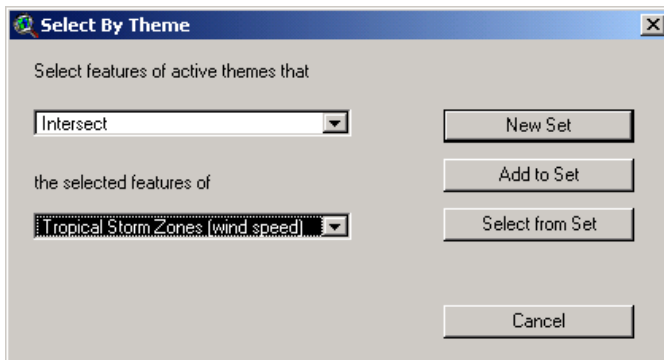 Select By Theme
Select features of active themes that
Intersect
New Set
the selected features of
Add to Set
Tropical Storm Zones (wind speed)
Select from Set
Cancel